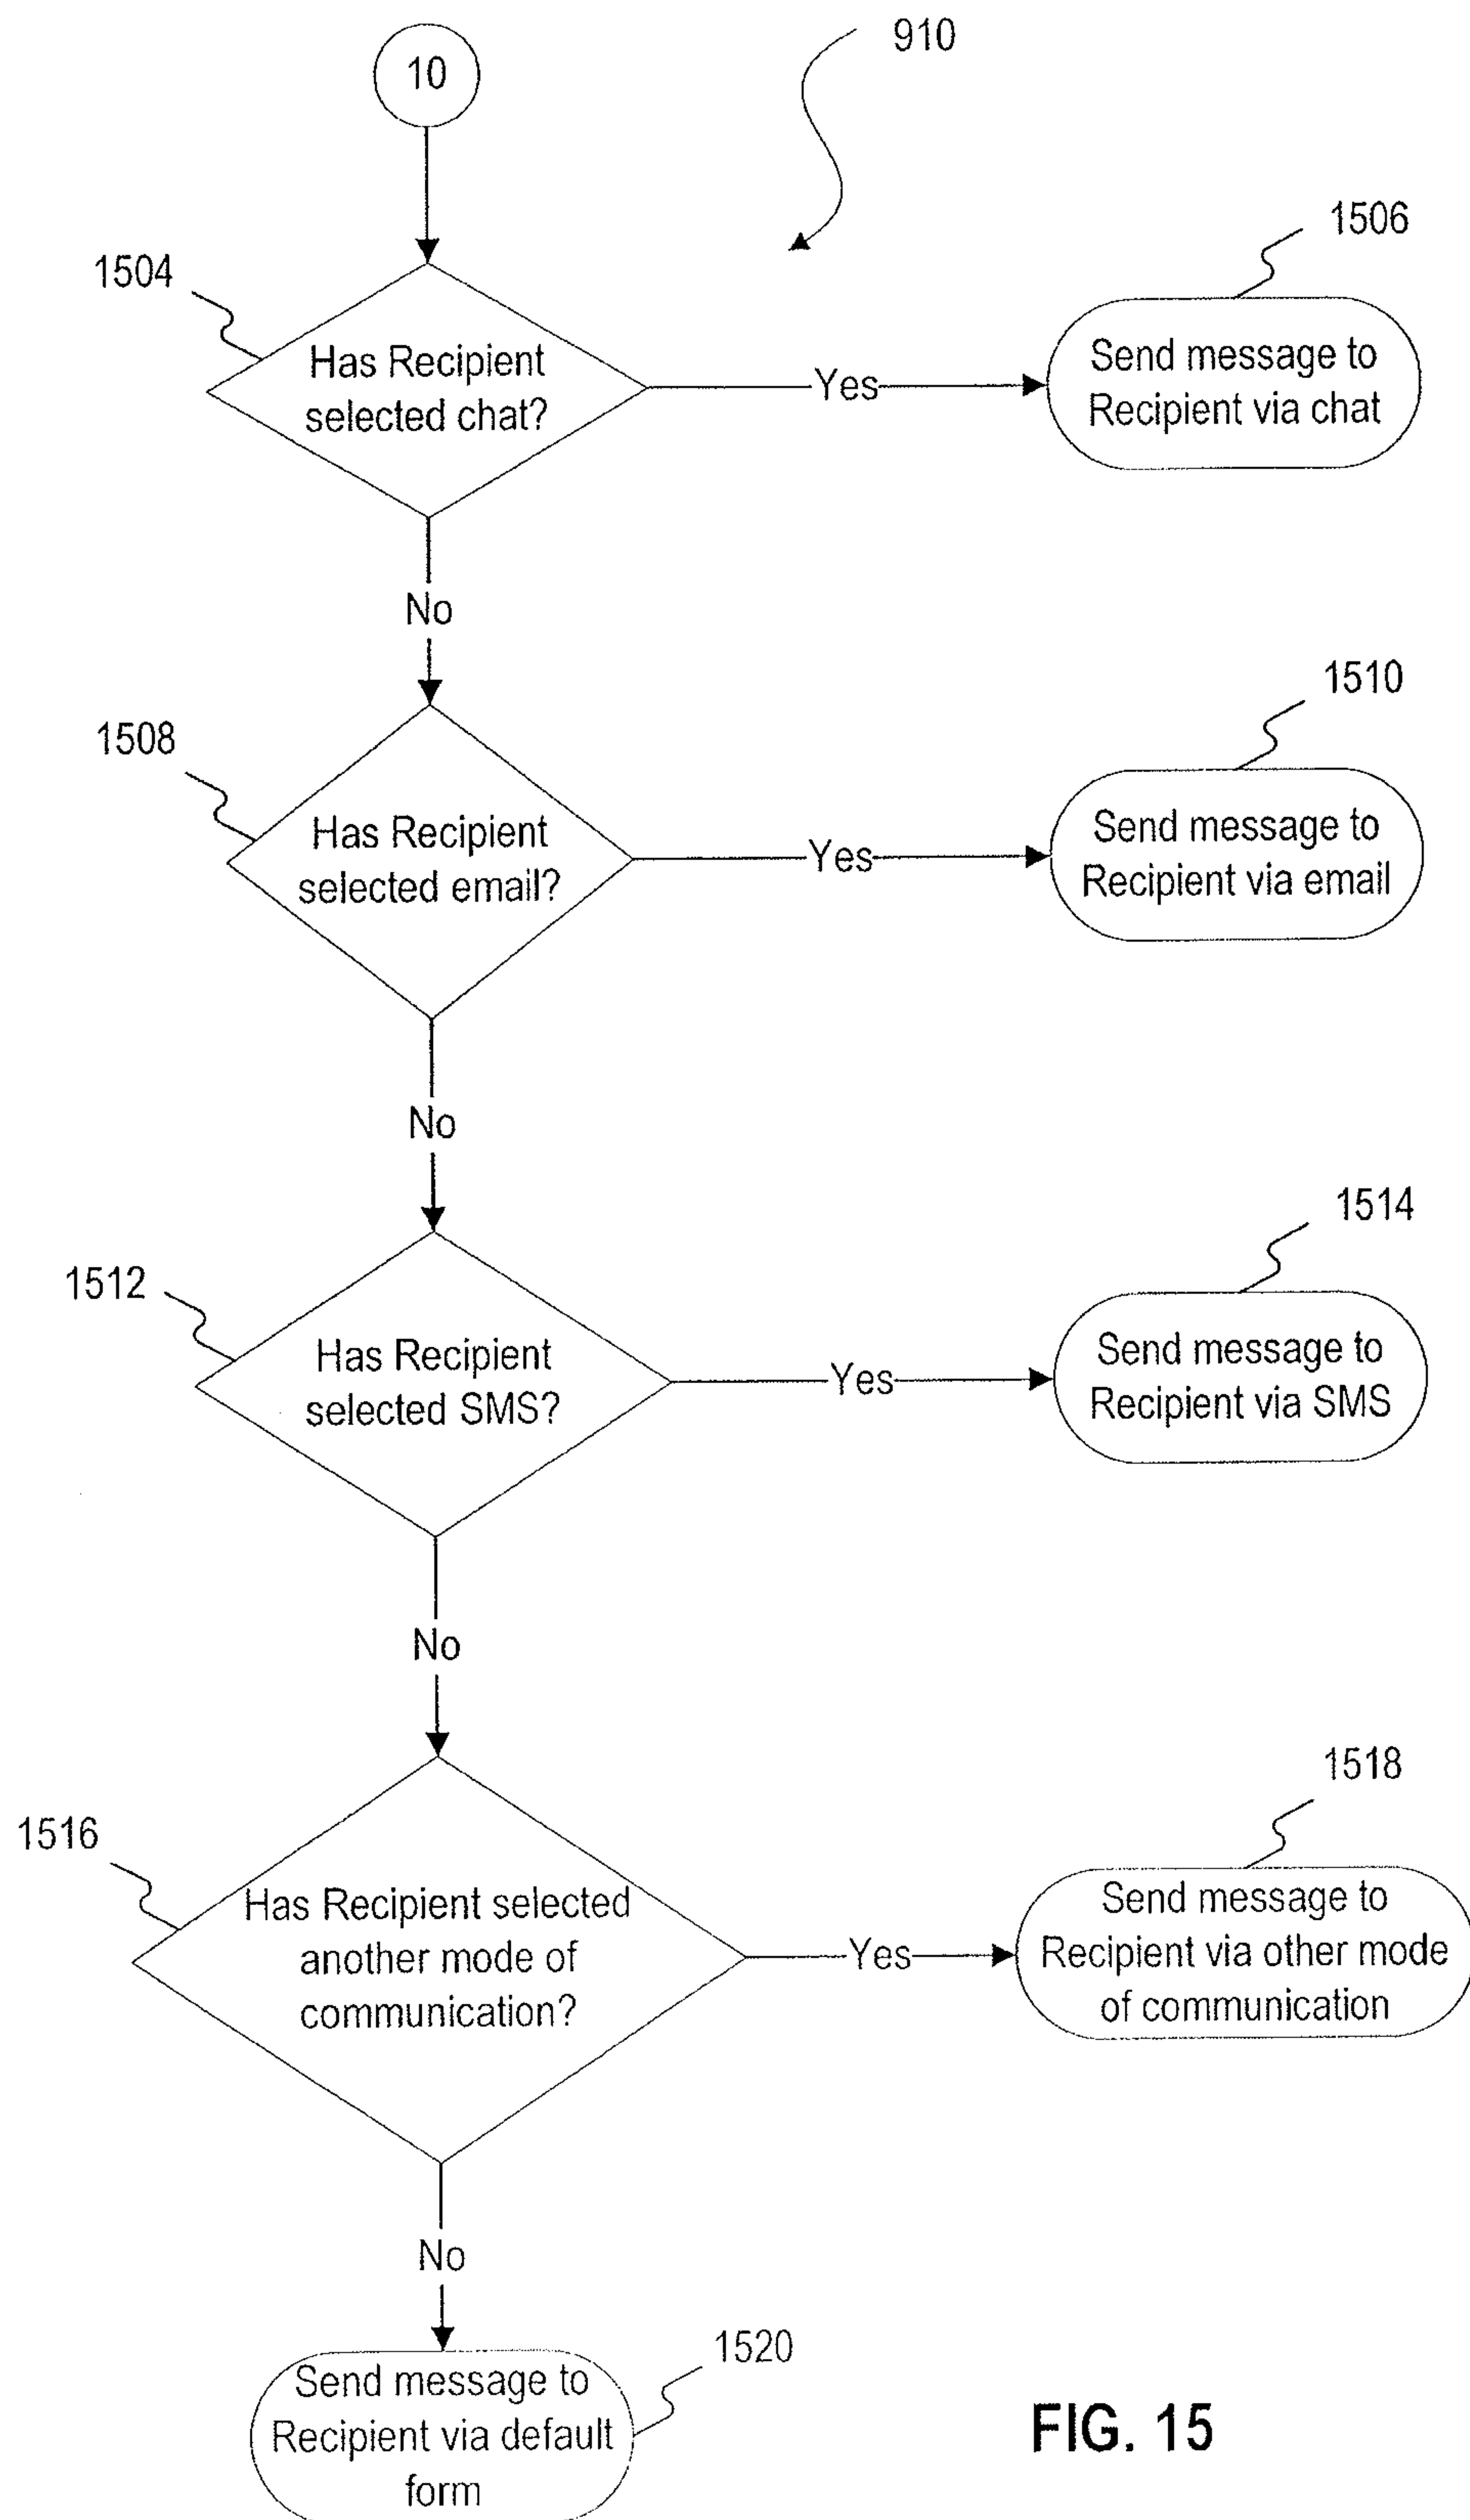 10
910
1504
Has Recipient
selected chat?
Yes
1506
Send message to
Recipient via chat
No
1508
Has Recipient
selected email?
Yes
1510
Send message to
Recipient via email
No
1512
Has Recipient
selected SMS?
Yes
1514
Send message to
Recipient via SMS
No
1516
Has Recipient selected
another mode of
communication?
Yes
1518
Send message to
Recipient via other mode
of communication
No
1520
Send message to
Recipient via default
form
FIG. 15